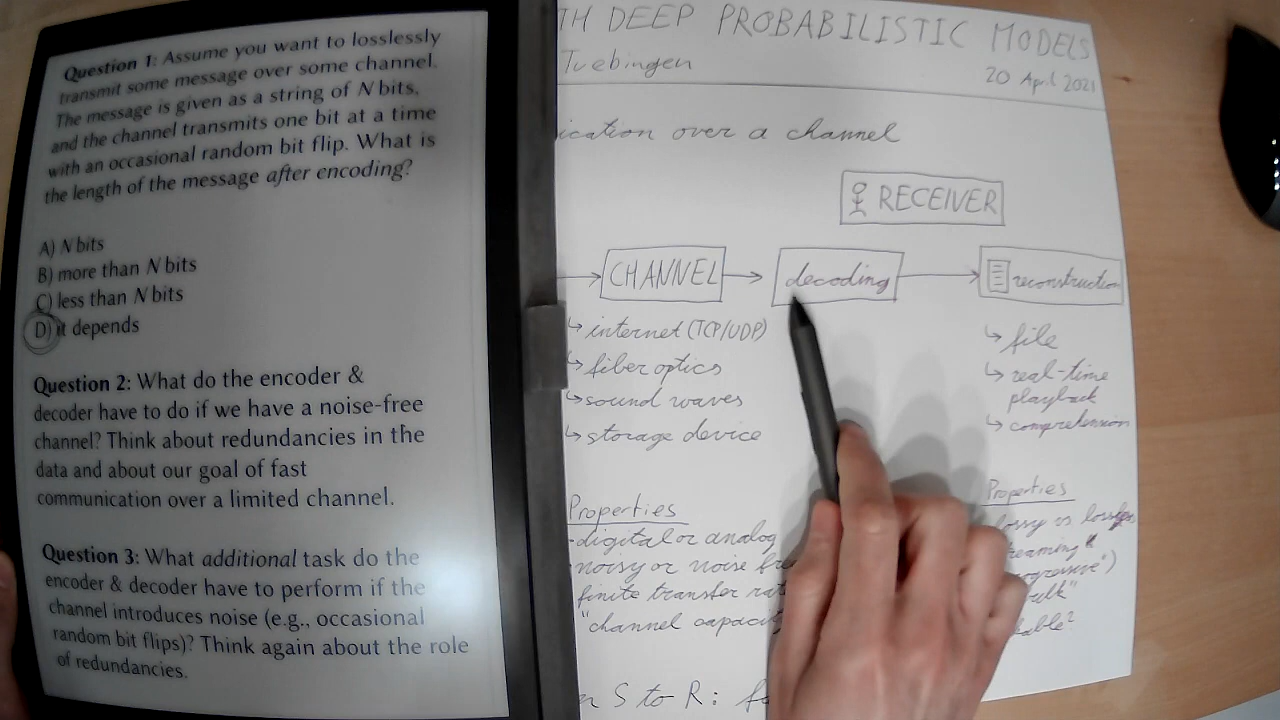 Question 1: Assume you want to losslessly
transmit some message over some channel.
The message is given as a string of N bits,
and the channel transmits one bit at a time
with an occasional random bit flip. What is
the length of the message after encoding?
A) N bits
B) more than N bits
C) less than N bits
D) it depends
Question 2: What do the encoder &
decoder have to do if we have a noise-free
channel? Think about redundancies in the
data and about our goal of fast
communication over a limited channel.
Question 3: What additional task do the
encoder & decoder have to perform if the
channel introduces noise (e.g., occasional
random bit flips)? Think again about the role
of redundancies.
TH DEEP PROBABILISTIC MODELS
Tuebingen
20 April 2021
ication over a channel
RECEIVER
CHANNEL
decoding
reconstruction
↳ internet (TCP/UDP)
↳ fiber optics
↳ sound waves
↳ storage device
↳ file
↳ real-time
playback
↳ comprehension
Properties
- digital or analog
noisy or noise fre
finite transfer rat
"channel capacit
Properties
lossy vs lossless
eaming"
ogressive")
able?
n S to R: